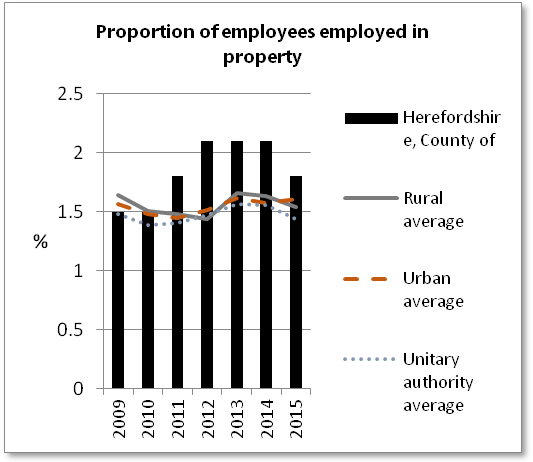 Proportion of employees employed in
property
2.5
2
1.5
1
0.5
0
%
2009
2010
2011
2012
2013
2014
2015
Herefordshir
e, County of
Rural
average
Urban
average
Unitary
authority
average